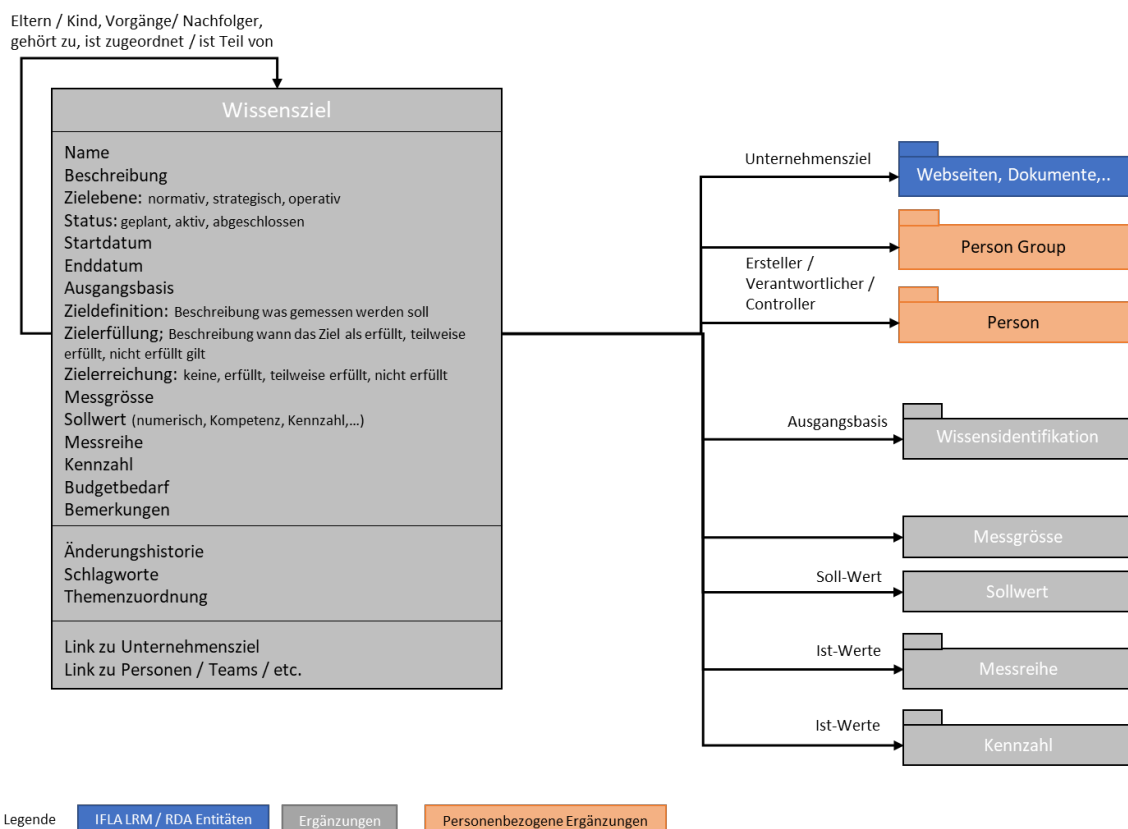 Eltern / Kind, Vorgänge/ Nachfolger,
gehört zu, ist zugeordnet / ist Teil von
Wissensziel
Name
Beschreibung
Zielebene: normativ, strategisch, operativ
Status: geplant, aktiv, abgeschlossen
Startdatum
Enddatum
Ausgangsbasis
Zieldefinition: Beschreibung was gemessen werden soll
Zielerfüllung; Beschreibung wann das Ziel als erfüllt, teilweise
erfüllt, nicht erfüllt gilt
Zielerreichung: keine, erfüllt, teilweise erfüllt, nicht erfüllt
Messgrösse
Sollwert (numerisch, Kompetenz, Kennzahl,...)
Messreihe
Kennzahl
Budgetbedarf
Bemerkungen
Änderungshistorie
Schlagworte
Themenzuordnung
Link zu Unternehmensziel
Link zu Personen / Teams / etc.
Unternehmensziel
Webseiten, Dokumente,..
Person Group
Ersteller /
Verantwortlicher /
Controller
Person
Ausgangsbasis
Wissensidentifikation
Messgrösse
Soll-Wert
Sollwert
Ist-Werte
Messreihe
Ist-Werte
Kennzahl
Legende
IFLA LRM / RDA Entitäten
Ergänzungen
Personenbezogene Ergänzungen